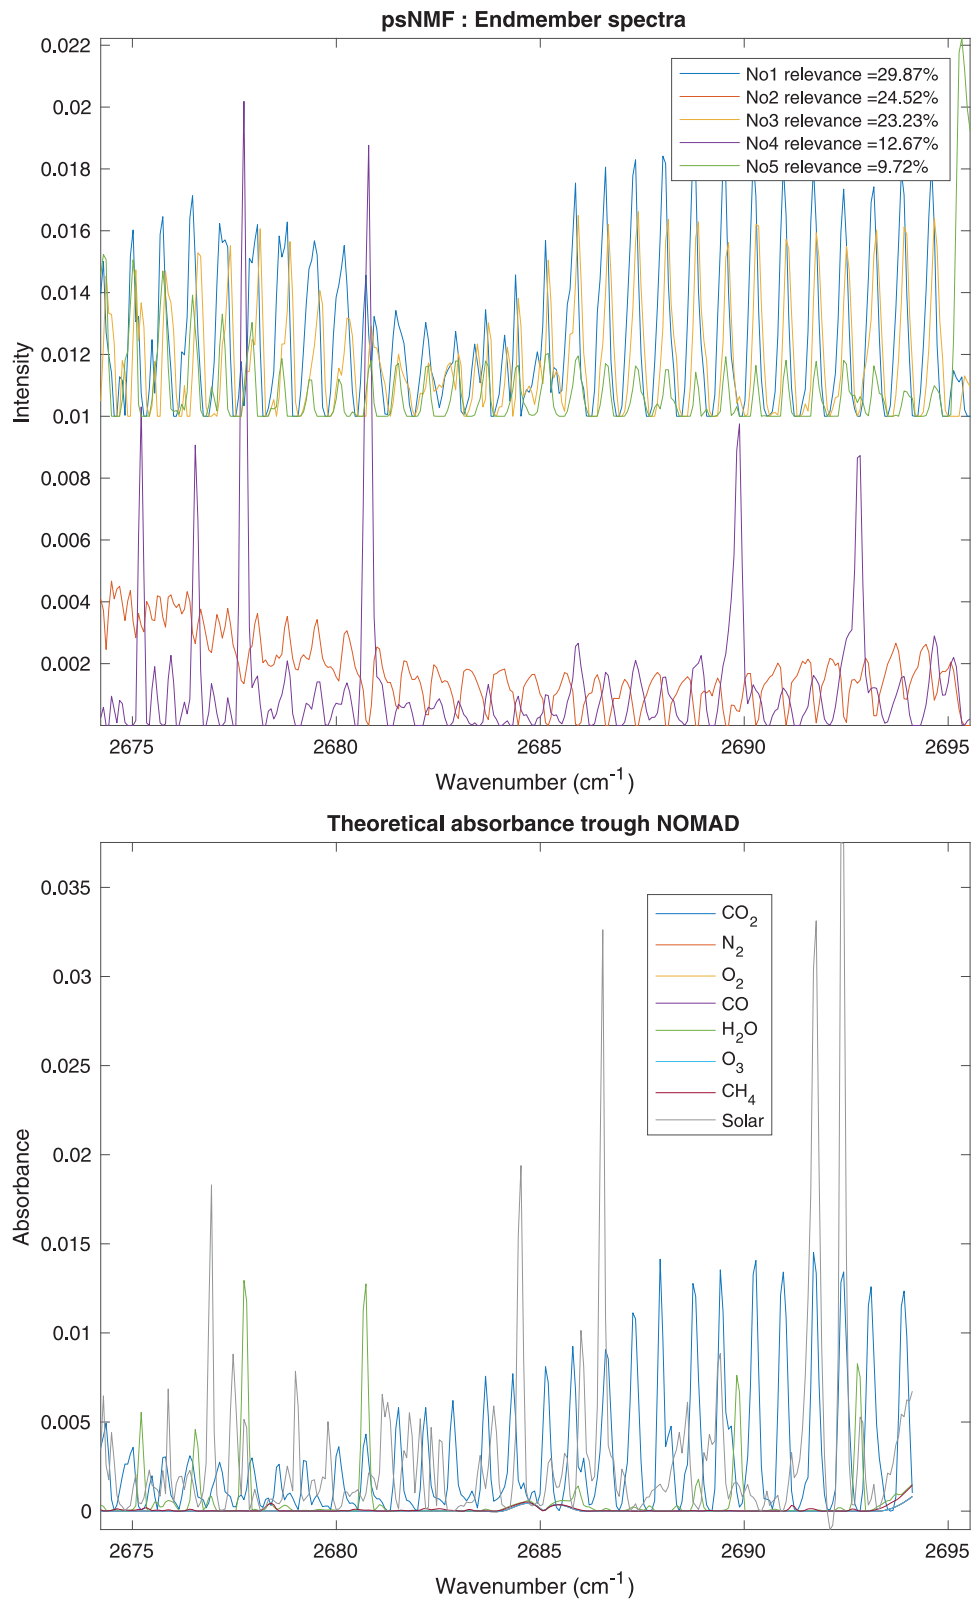 psNMF : Endmember spectra
0.022
0.02
0.018
0.016
0.014
0.012
0.01
0.008
0.006
0.004
0.002
Intensity
No1 relevance =29.87%
No2 relevance =24.52%
No3 relevance =23.23%
No4 relevance =12.67%
No5 relevance =9.72%
2675 2680 2685 2690 2695
Wavenumber (cm⁻¹)
Theoretical absorbance trough NOMAD
0.035
0.03
0.025
0.02
0.015
0.01
0.005
0
Absorbance
CO₂
N₂
O₂
CO
H₂O
O₃
CH₄
Solar
2675 2680 2685 2690 2695
Wavenumber (cm⁻¹)